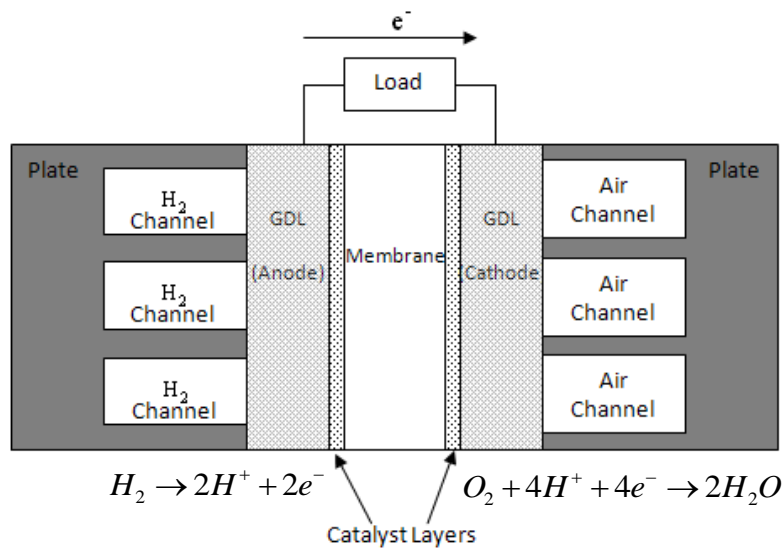 e⁻
Load
Plate
H₂
Channel
H₂
Channel
H₂
Channel
GDL
(Anode)
Membrane
GDL
(Cathode
Air
Channel
Air
Channel
Air
Channel
Plate
H₂ → 2H⁺ + 2e⁻
O₂ + 4H⁺ + 4e⁻ → 2H₂O
Catalyst Layers